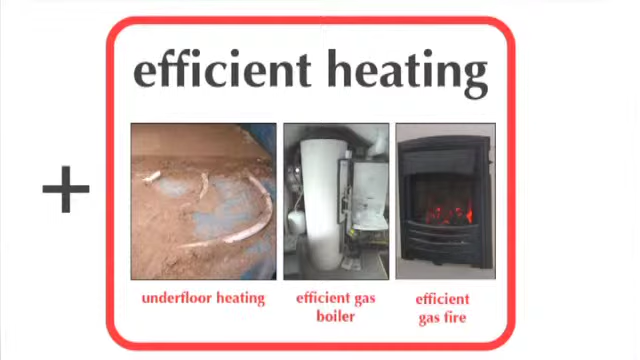 efficient heating
+
underfloor heating
efficient gas
boiler
efficient
gas fire